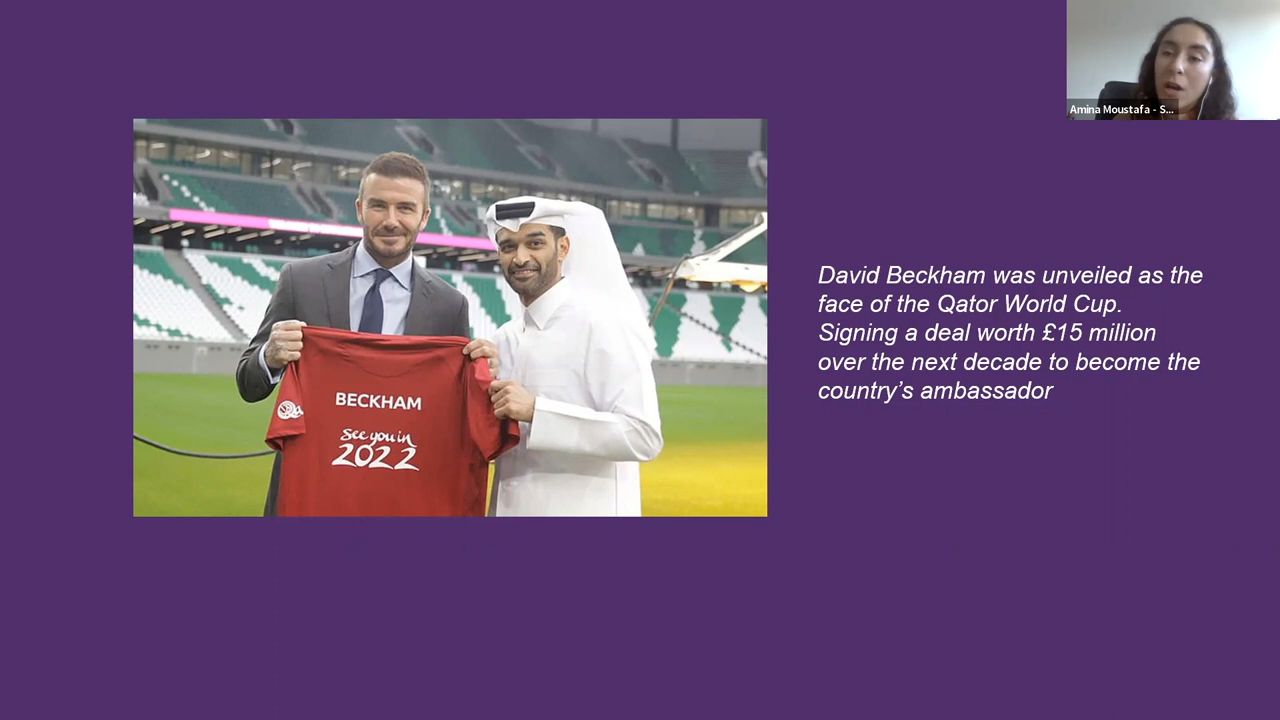 Amina Moustafa - S...
BECKHAM
See you in
2022
David Beckham was unveiled as the
face of the Qator World Cup.
Signing a deal worth £15 million
over the next decade to become the
country’s ambassador